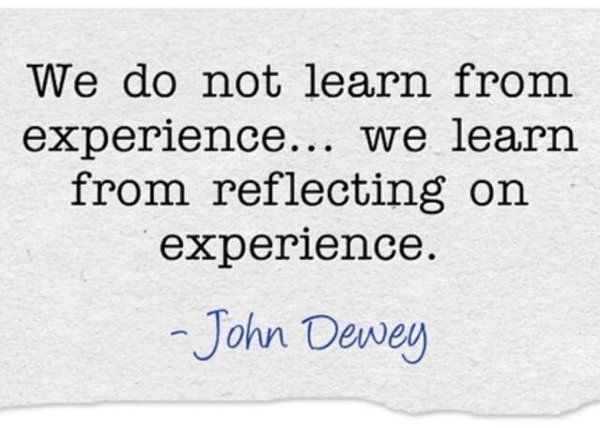 We do not learn from
experience... we learn
from reflecting on
experience.
- John Dewey